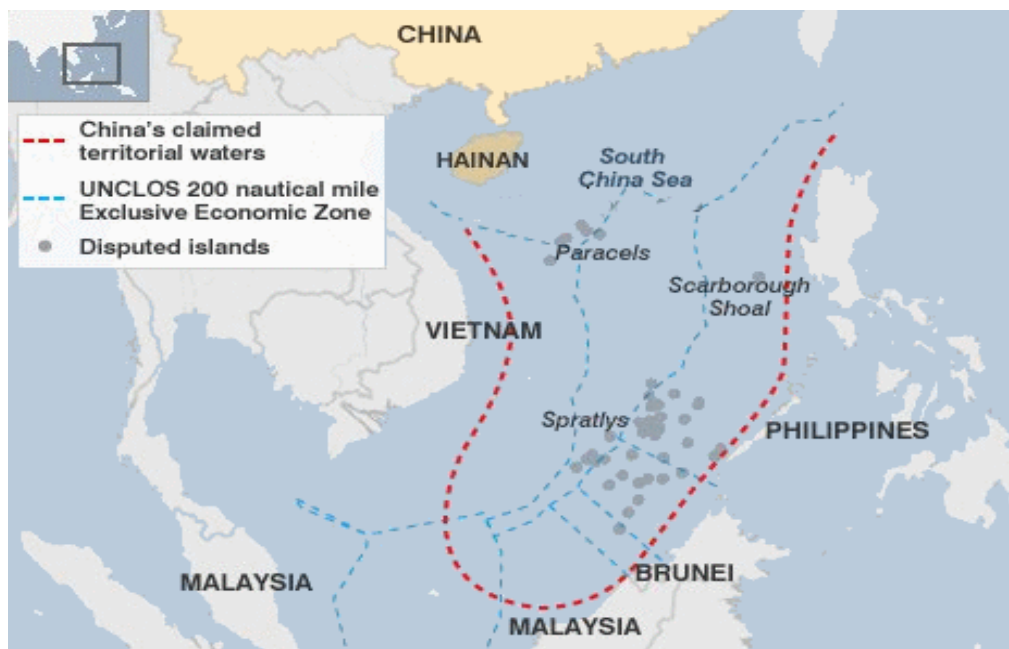 CHINA
China's claimed
territorial waters
UNCLOS 200 nautical mile
Exclusive Economic Zone
Disputed islands
HAINAN
South
China Sea
Paracels
Scarborough
Shoal
VIETNAM
Spratlys
PHILIPPINES
MALAYSIA
BRUNEI
MALAYSIA